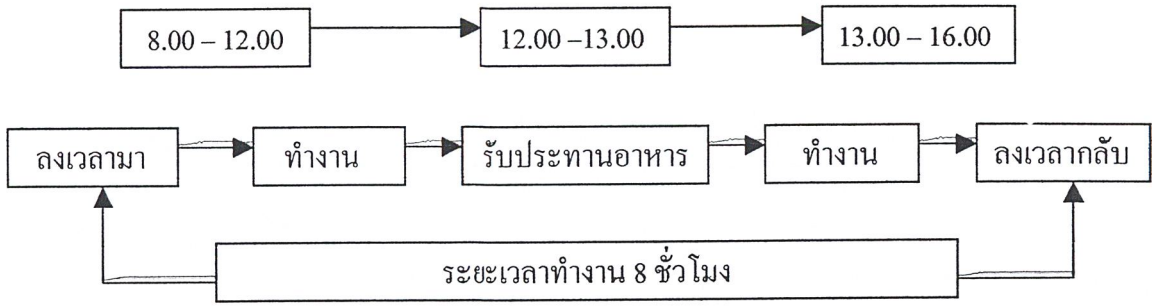 8.00 – 12.00 12.00 –13.00 13.00 – 16.00
ลงเวลามา ทำงาน รับประทานอาหาร ทำงาน ลงเวลากลับ
ระยะเวลาทำงาน 8 ชั่วโมง